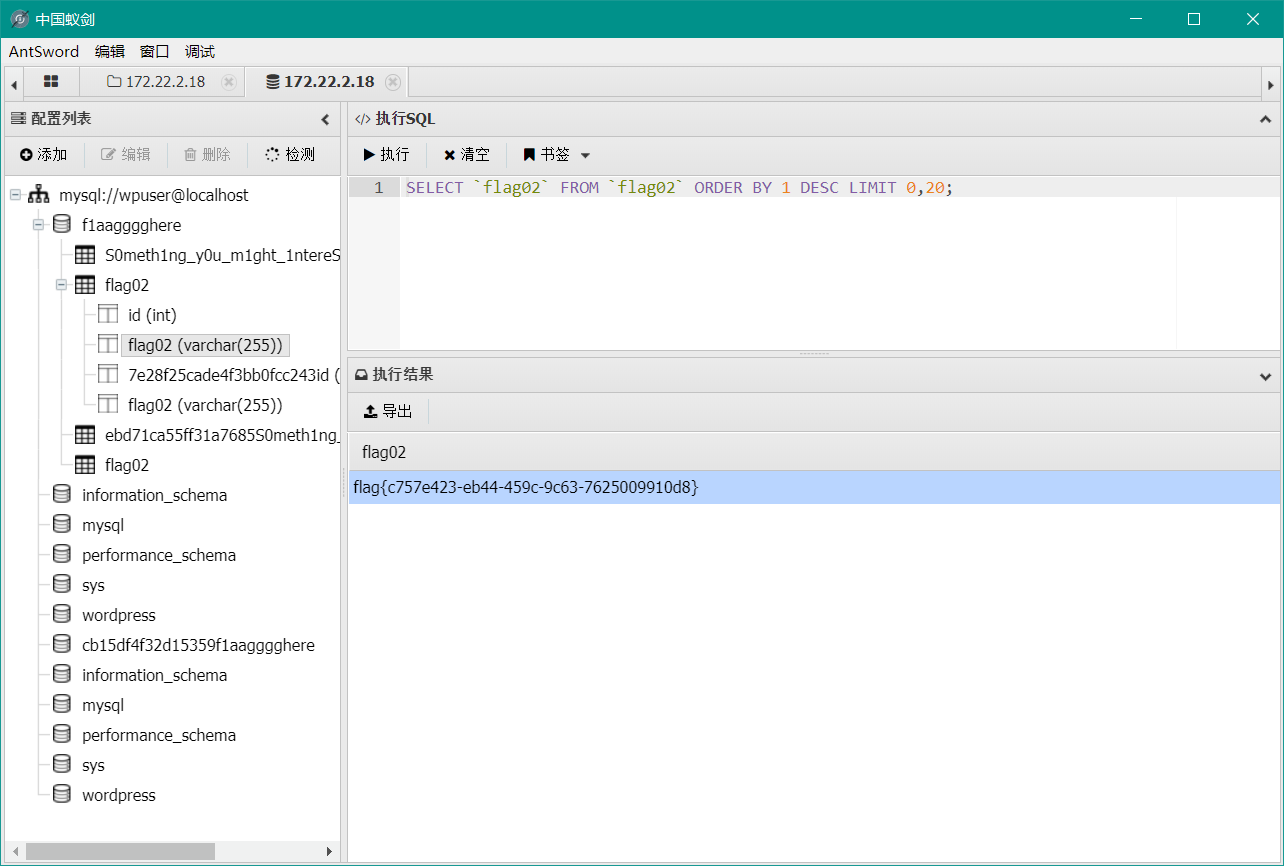 中国蚁剑
AntSword 编辑 窗口 调试
172.22.2.18 172.22.2.18
配置列表
添加 编辑 删除 检测
mysql://wpuser@localhost
f1aagggghere
S0meth1ng_y0u_m1ght_1ntereS
flag02
id (int)
flag02 (varchar(255))
7e28f25cade4f3bb0fcc243id (
flag02 (varchar(255))
ebd71ca55ff31a7685S0meth1ng_
flag02
information_schema
mysql
performance_schema
sys
wordpress
cb15df4f32d15359f1aagggghere
information_schema
mysql
performance_schema
sys
wordpress
</> 执行SQL
执行 清空 书签
1 SELECT `flag02` FROM `flag02` ORDER BY 1 DESC LIMIT 0,20;
执行结果
导出
flag02
flag{c757e423-eb44-459c-9c63-7625009910d8}